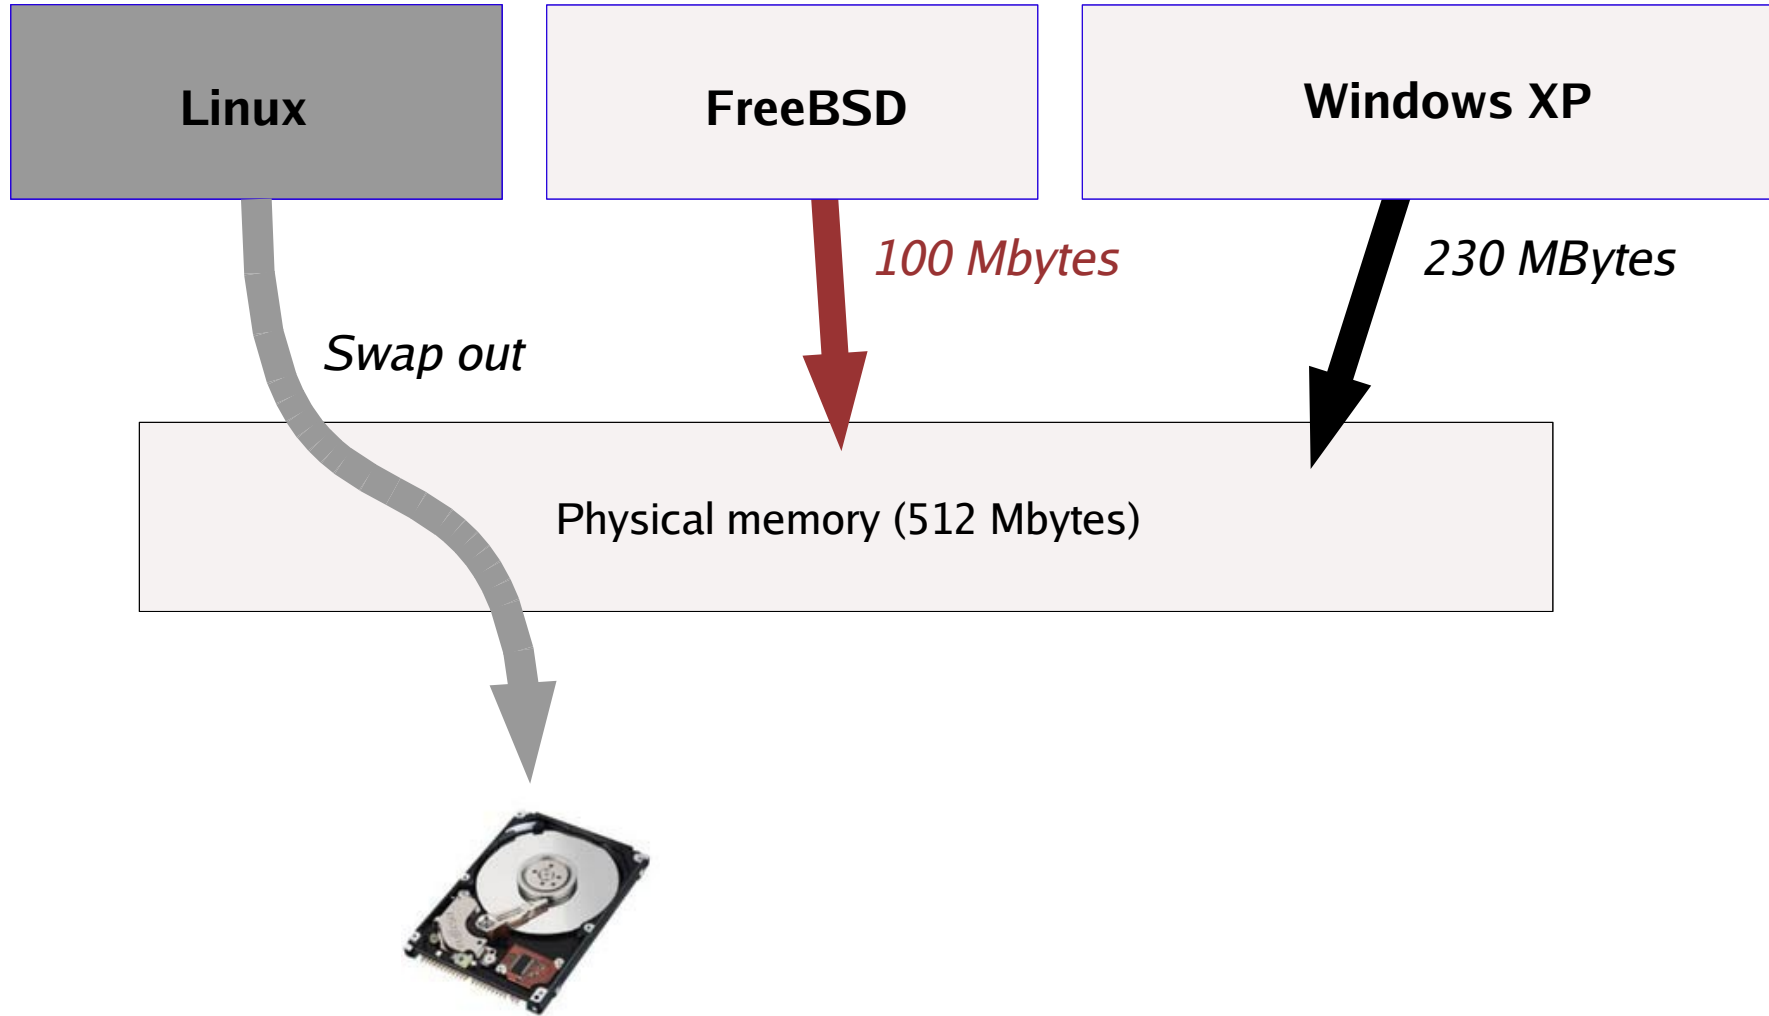 Linux
FreeBSD
Windows XP
100 Mbytes
230 MBytes
Swap out
Physical memory (512 Mbytes)